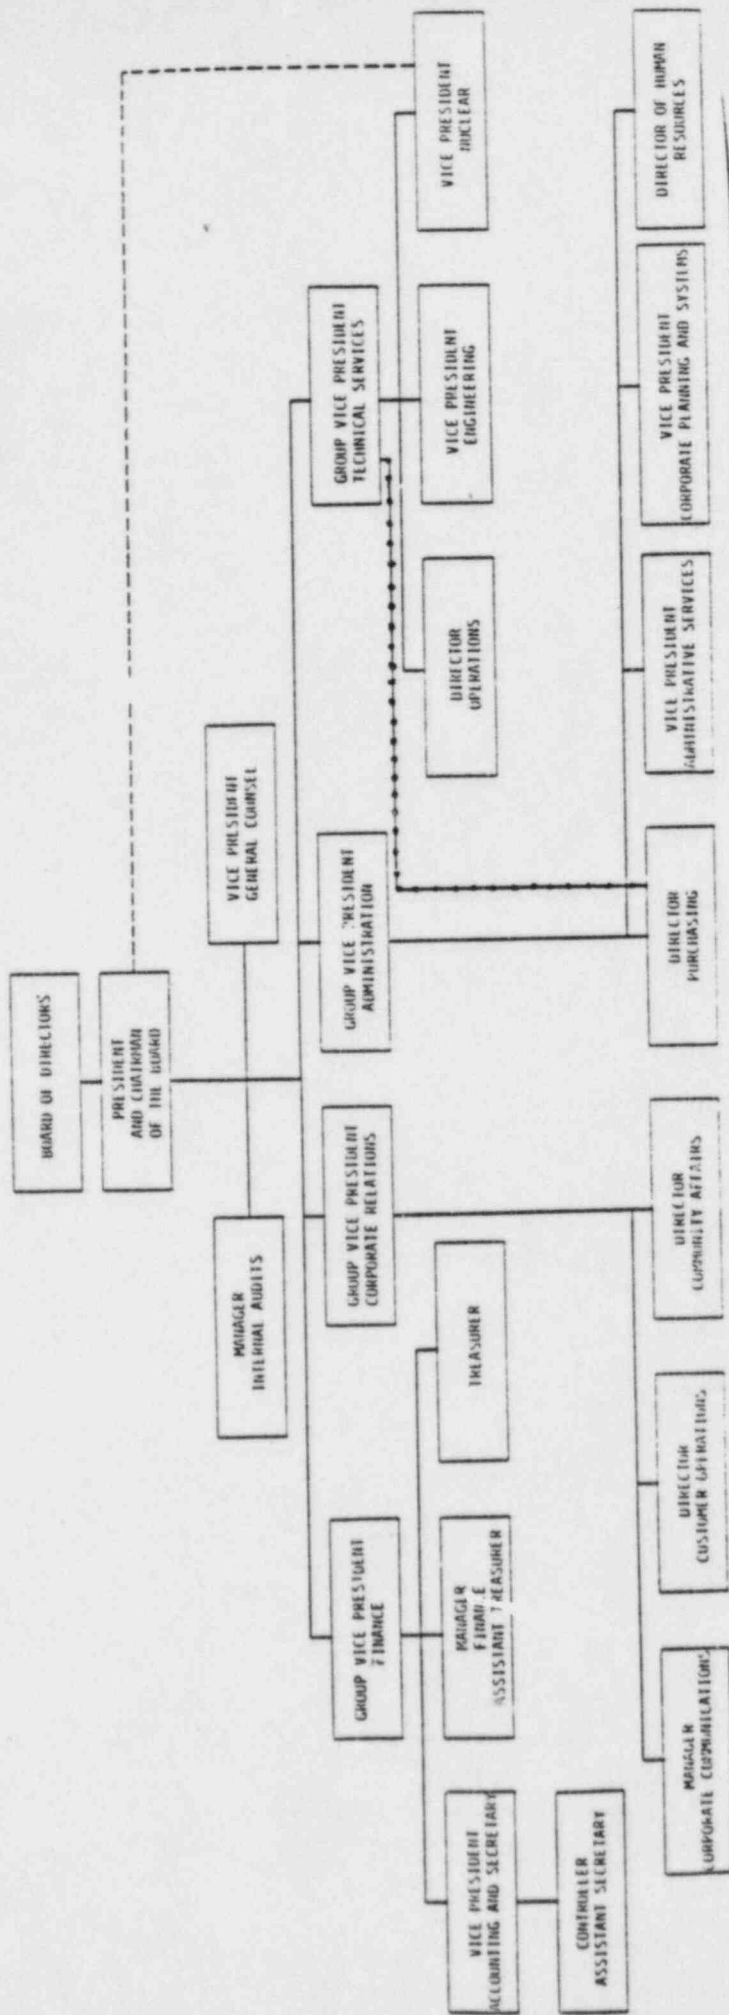 BOARD OF DIRECTORS
PRESIDENT
AND CHAIRMAN
OF THE BOARD
MANAGER
INTERNAL AUDITS
VICE PRESIDENT
GENERAL COUNSEL
GROUP VICE PRESIDENT
FINANCE
GROUP VICE PRESIDENT
CORPORATE RELATIONS
GROUP VICE PRESIDENT
ADMINISTRATION
GROUP VICE PRESIDENT
TECHNICAL SERVICES
VICE PRESIDENT
ACCOUNTING AND SECRETARY
MANAGER
FINANCE
ASSISTANT TREASURER
TREASURER
DIRECTOR
OPERATIONS
VICE PRESIDENT
ENGINEERING
VICE PRESIDENT
NUCLEAR
CONTROLLER
ASSISTANT SECRETARY
MANAGER
CORPORATE COMMUNICATIONS
DIRECTOR
CUSTOMER OPERATIONS
DIRECTOR
COMMUNITY AFFAIRS
DIRECTOR
PURCHASING
VICE PRESIDENT
ADMINISTRATIVE SERVICES
VICE PRESIDENT
CORPORATE PLANNING AND SYSTEMS
DIRECTOR OF HUMAN
RESOURCES